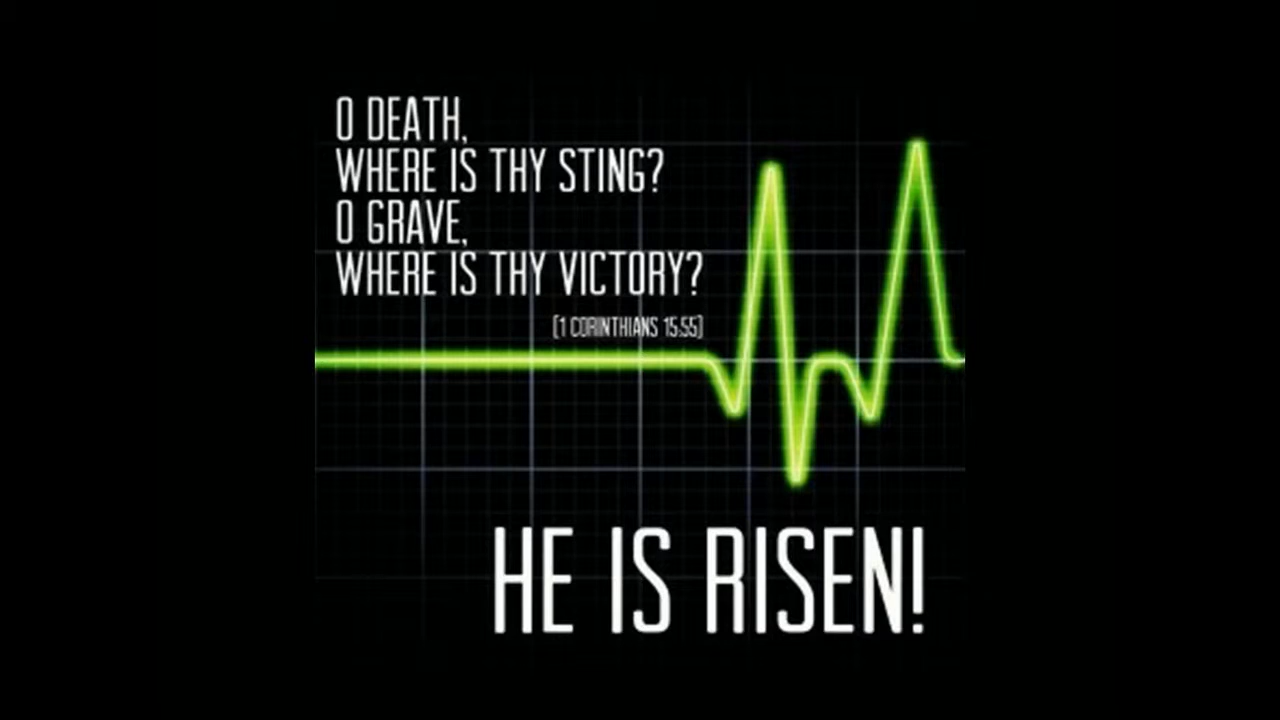 O DEATH,
WHERE IS THY STING?
O GRAVE,
WHERE IS THY VICTORY?
[1 CORINTHIANS 15:55]
HE IS RISEN!